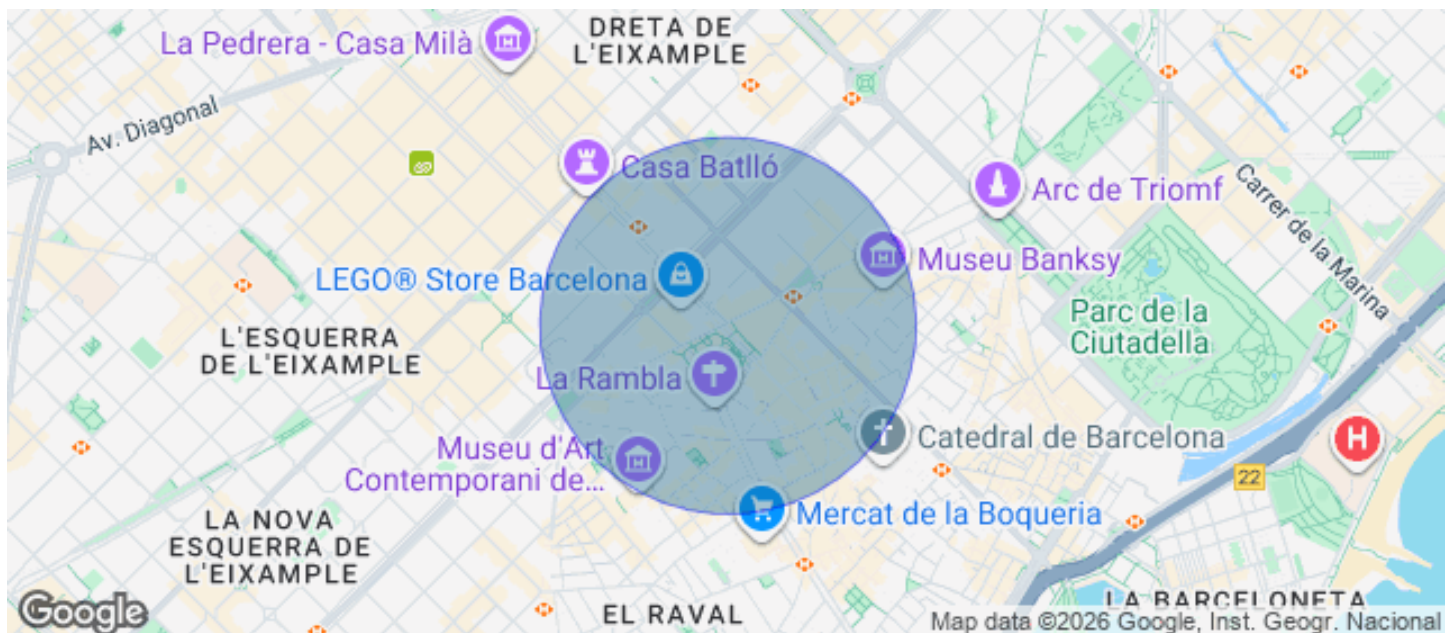 DRETA DE
L'EIXAMPLE
La Pedrera - Casa Milà
Av. Diagonal
Casa Batlló
Arc de Triomf
Carrer de la Marina
LEGO® Store Barcelona
Museu Banksy
Parc de la
Ciutadella
L'ESQUERRA
DE L'EIXAMPLE
La Rambla
Catedral de Barcelona
H
Museu d'Art
Contemporani de...
22
Mercat de la Boqueria
LA NOVA
ESQUERRA DE
L'EIXAMPLE
LA BARCELONETA
EL RAVAL
Google
Map data ©2026 Google, Inst. Geogr. Nacional